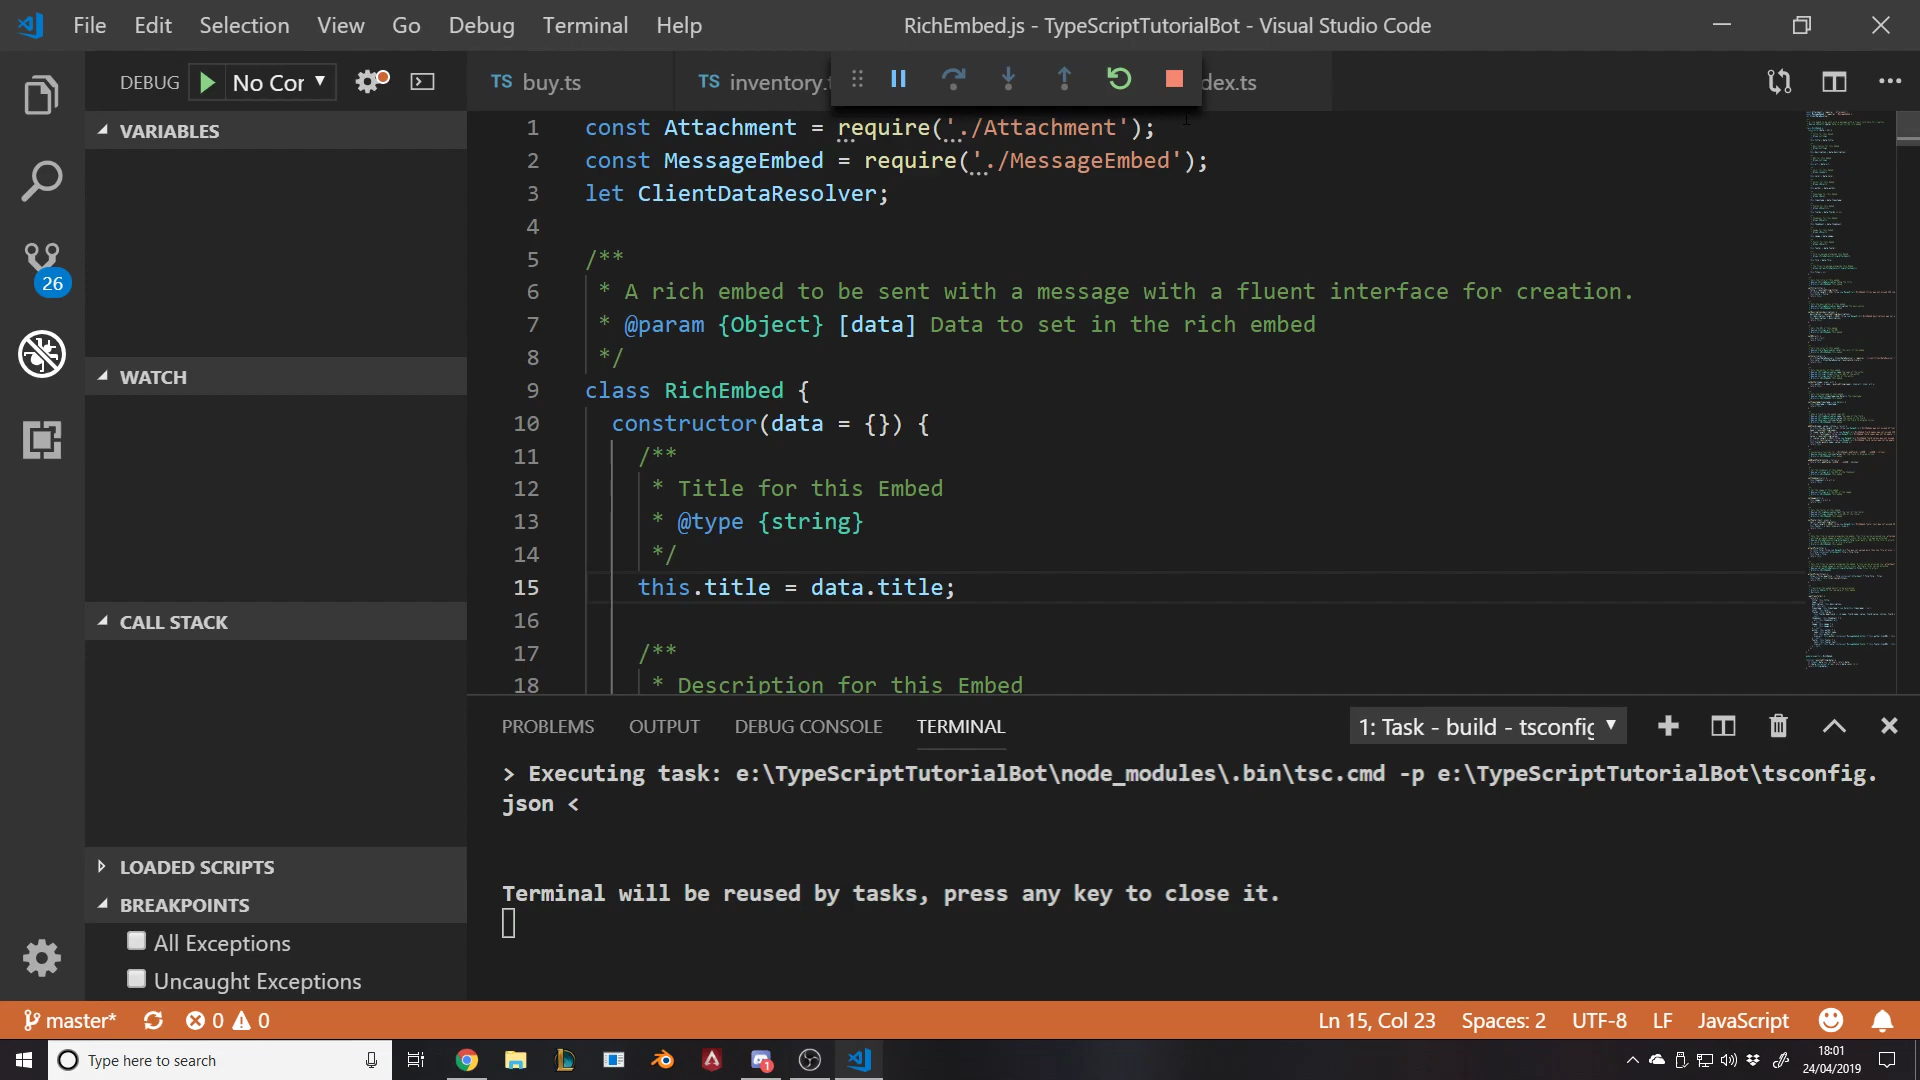 File Edit Selection View Go Debug Terminal Help RichEmbed.js - TypeScriptTutorialBot - Visual Studio Code
DEBUG No Cor
TS buy.ts TS inventory.t dex.ts
VARIABLES
WATCH
CALL STACK
LOADED SCRIPTS
BREAKPOINTS
All Exceptions
Uncaught Exceptions
26
1 const Attachment = require('./Attachment');
2 const MessageEmbed = require('./MessageEmbed');
3 let ClientDataResolver;
4
5 /**
6 * A rich embed to be sent with a message with a fluent interface for creation.
7 * @param {Object} [data] Data to set in the rich embed
8 */
9 class RichEmbed {
10 constructor(data = {}) {
11 /**
12 * Title for this Embed
13 * @type {string}
14 */
15 this.title = data.title;
16
17 /**
18 * Description for this Embed
PROBLEMS OUTPUT DEBUG CONSOLE TERMINAL 1: Task - build - tsconfig
> Executing task: e:\TypeScriptTutorialBot\node_modules\.bin\tsc.cmd -p e:\TypeScriptTutorialBot\tsconfig.
json <
Terminal will be reused by tasks, press any key to close it.
master* 0 0 Ln 15, Col 23 Spaces: 2 UTF-8 LF JavaScript
Type here to search 1 18:01
24/04/2019